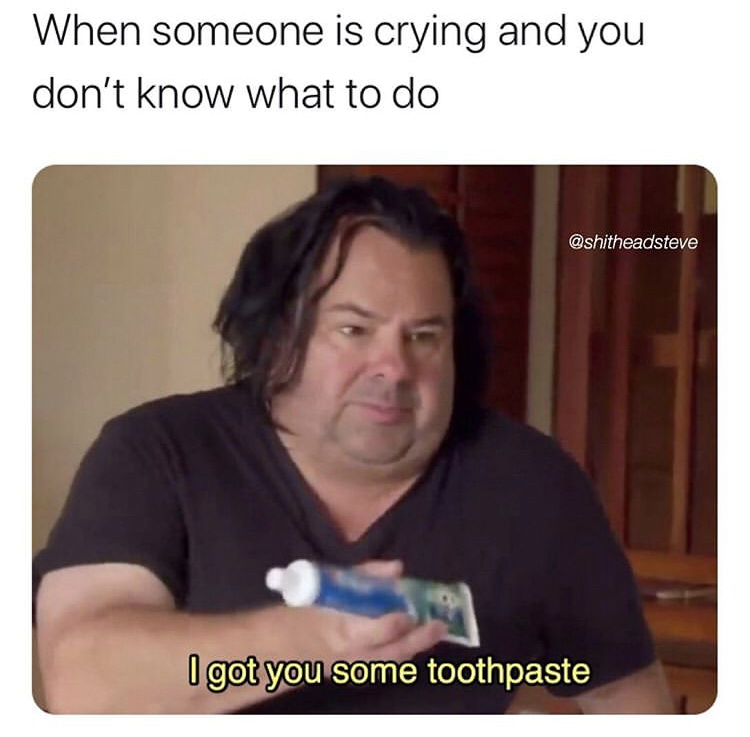 When someone is crying and you
don’t know what to do
@shitheadsteve
I got you some toothpaste